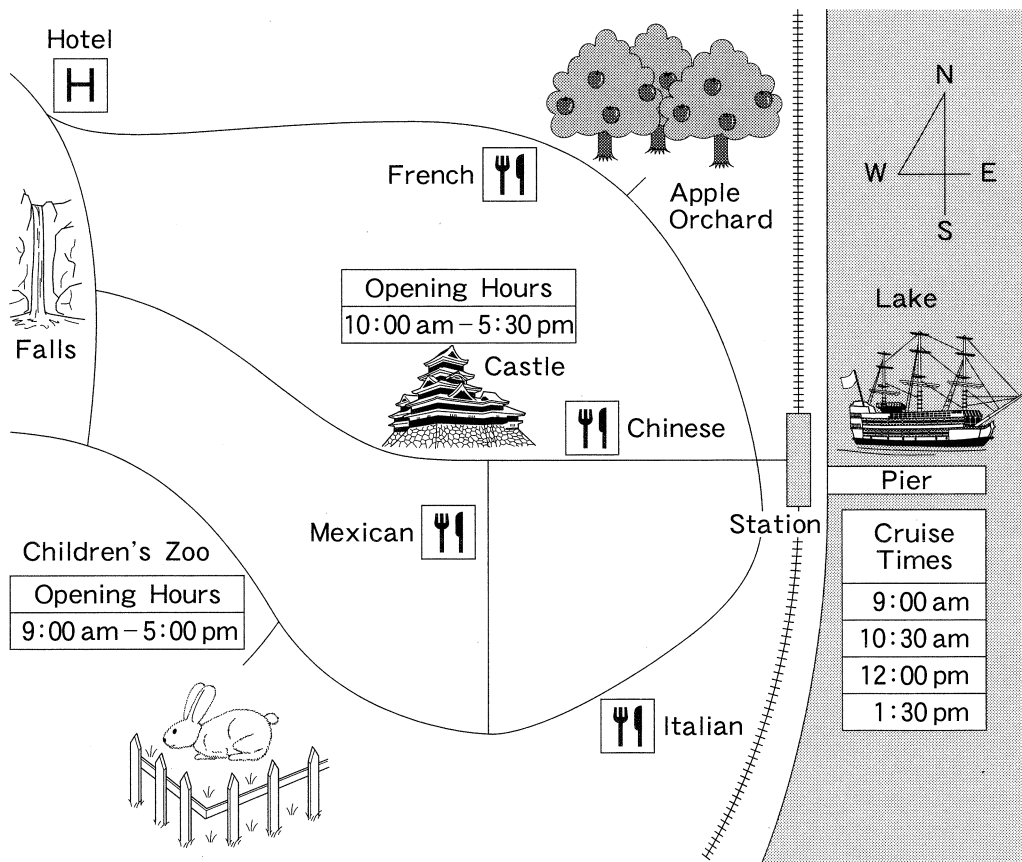 Hotel
H
French
Apple
Orchard
N
W
E
S
Lake
Opening Hours
10:00 am – 5:30 pm
Castle
Falls
Chinese
Pier
Mexican
Station
Cruise
Times
9:00 am
10:30 am
12:00 pm
1:30 pm
Children's Zoo
Opening Hours
9:00 am – 5:00 pm
Italian